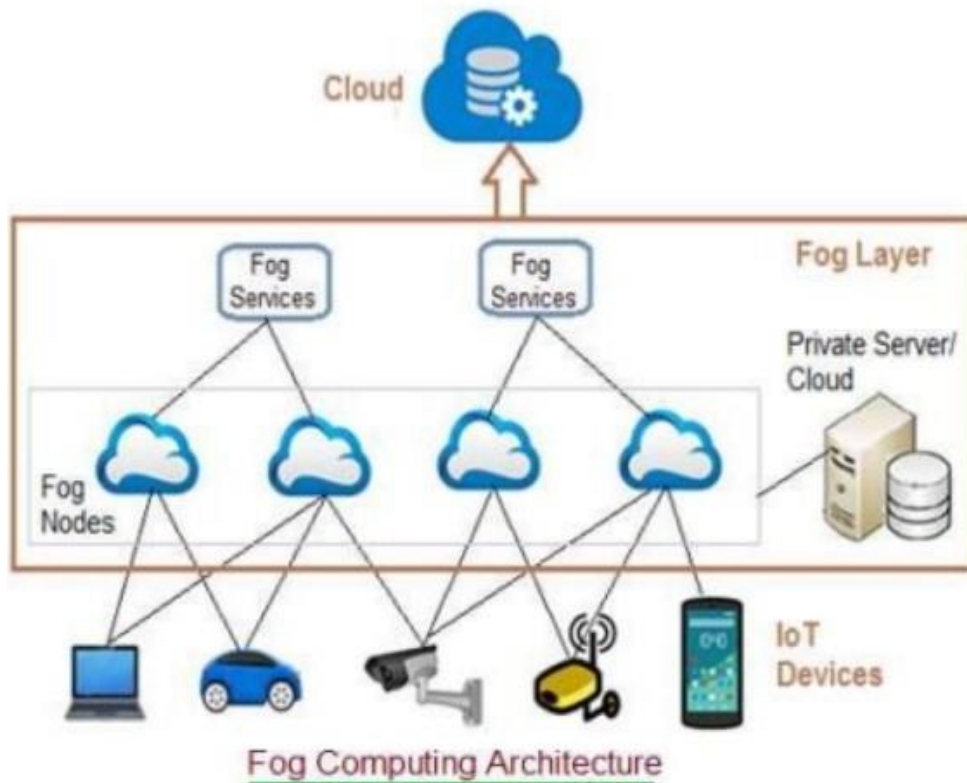 Cloud
Fog Layer
Fog
Services
Fog
Services
Private Server/
Cloud
Fog
Nodes
IoT
Devices
Fog Computing Architecture